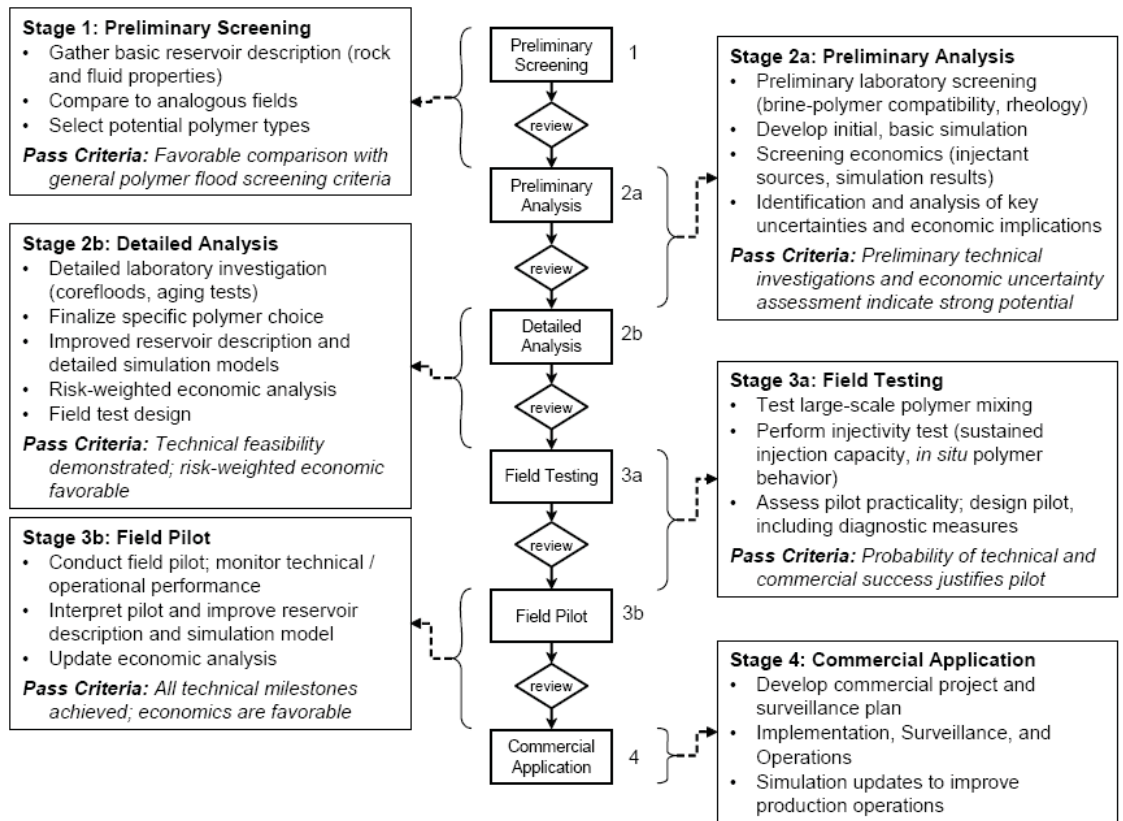 Stage 1: Preliminary Screening
• Gather basic reservoir description (rock
and fluid properties)
• Compare to analogous fields
• Select potential polymer types
Pass Criteria: Favorable comparison with
general polymer flood screening criteria
Stage 2b: Detailed Analysis
• Detailed laboratory investigation
(corefloods, aging tests)
• Finalize specific polymer choice
• Improved reservoir description and
detailed simulation models
• Risk-weighted economic analysis
• Field test design
Pass Criteria: Technical feasibility
demonstrated; risk-weighted economic
favorable
Stage 3b: Field Pilot
• Conduct field pilot; monitor technical /
operational performance
• Interpret pilot and improve reservoir
description and simulation model
• Update economic analysis
Pass Criteria: All technical milestones
achieved; economics are favorable
Preliminary
Screening
1
review
Preliminary
Analysis
2a
review
Detailed
Analysis
2b
review
Field Testing
3a
review
Field Pilot
3b
review
Commercial
Application
4
Stage 2a: Preliminary Analysis
• Preliminary laboratory screening
(brine-polymer compatibility, rheology)
• Develop initial, basic simulation
• Screening economics (injectant
sources, simulation results)
• Identification and analysis of key
uncertainties and economic implications
Pass Criteria: Preliminary technical
investigations and economic uncertainty
assessment indicate strong potential
Stage 3a: Field Testing
• Test large-scale polymer mixing
• Perform injectivity test (sustained
injection capacity, in situ polymer
behavior)
• Assess pilot practicality; design pilot,
including diagnostic measures
Pass Criteria: Probability of technical and
commercial success justifies pilot
Stage 4: Commercial Application
• Develop commercial project and
surveillance plan
• Implementation, Surveillance, and
Operations
• Simulation updates to improve
production operations